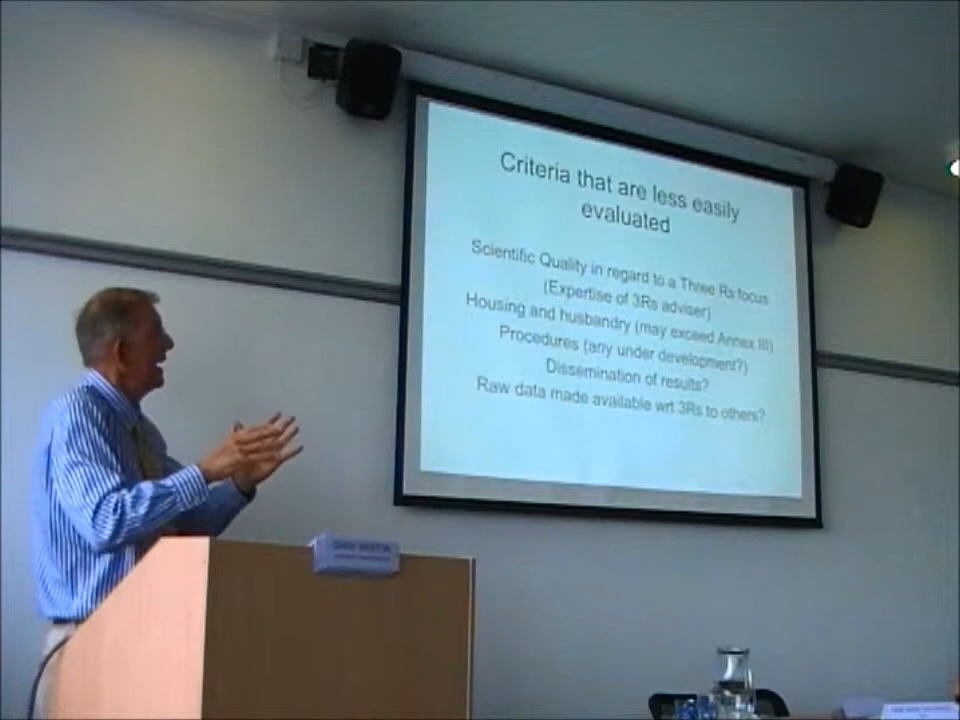 Criteria that are less easily
evaluated
Scientific Quality in regard to a Three Rs focus
(Expertise of 3Rs adviser)
Housing and husbandry (may exceed Annex III)
Procedures (any under development?)
Dissemination of results?
Raw data made available wrt 3Rs to others?